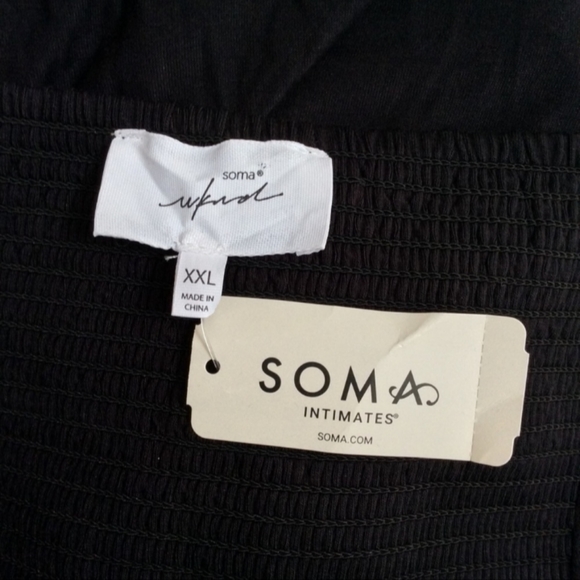 soma®
wknd
XXL
MADE IN
CHINA
SOMA
INTIMATES®
SOMA.COM